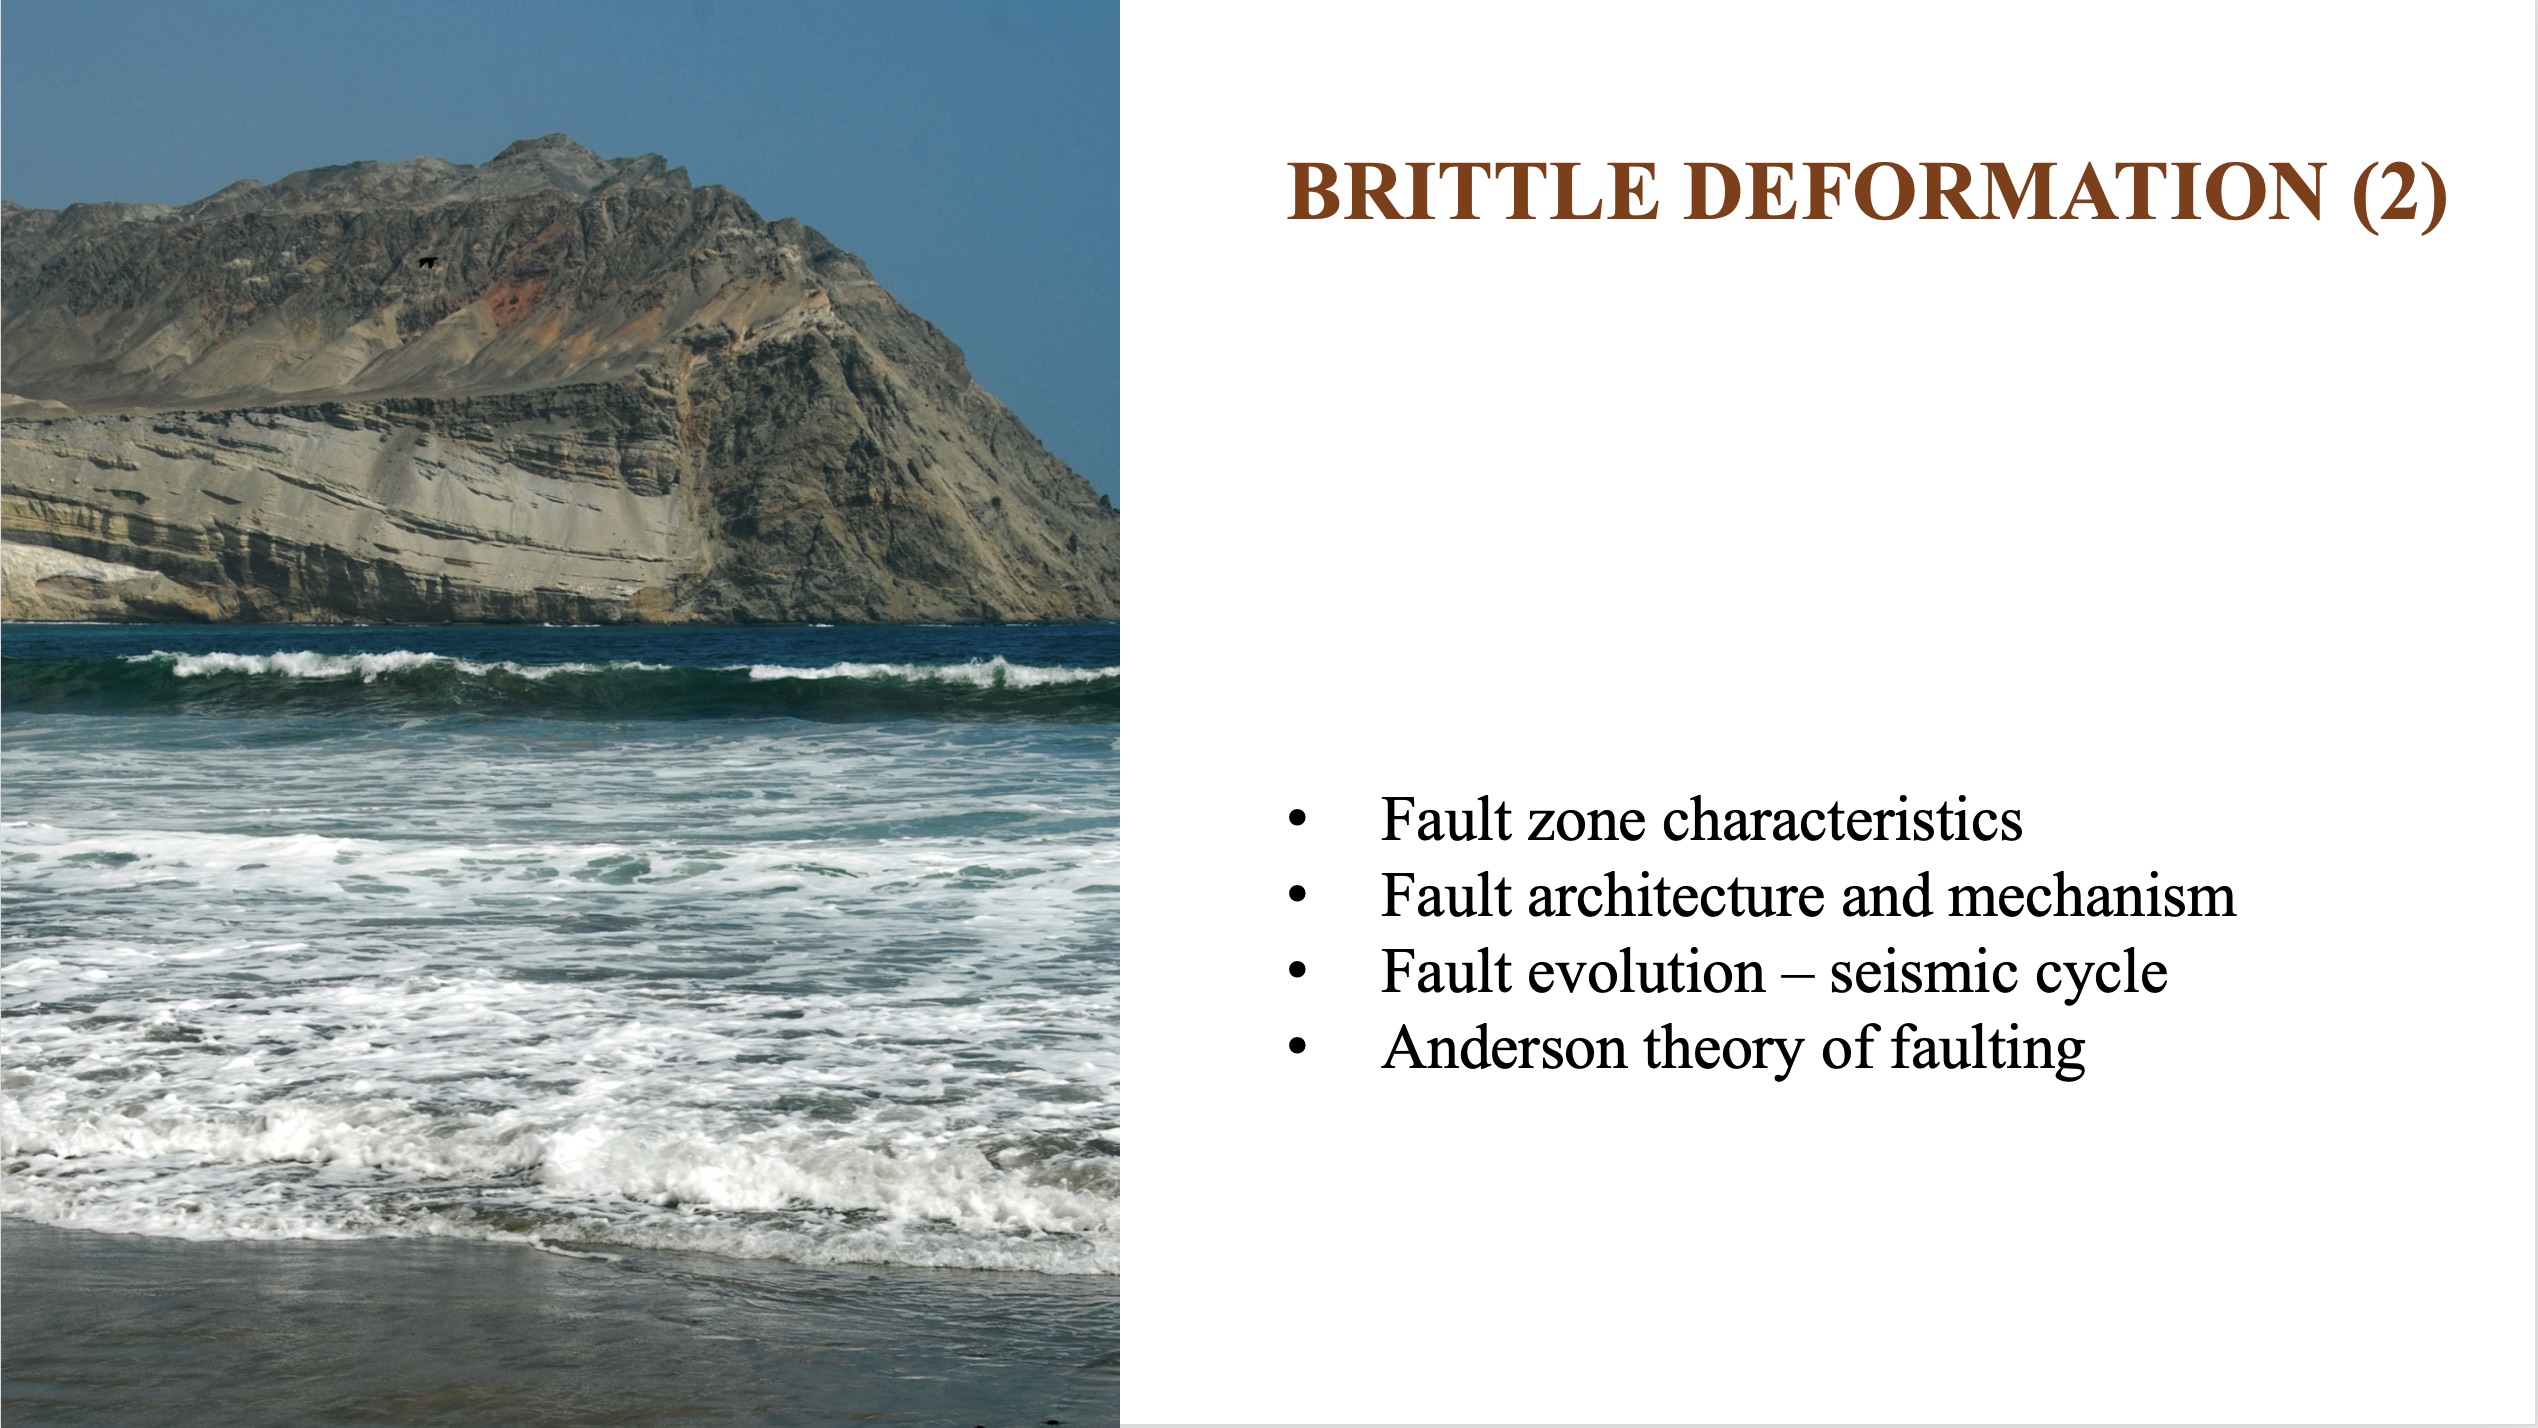 BRITTLE DEFORMATION (2)
• Fault zone characteristics
• Fault architecture and mechanism
• Fault evolution – seismic cycle
• Anderson theory of faulting